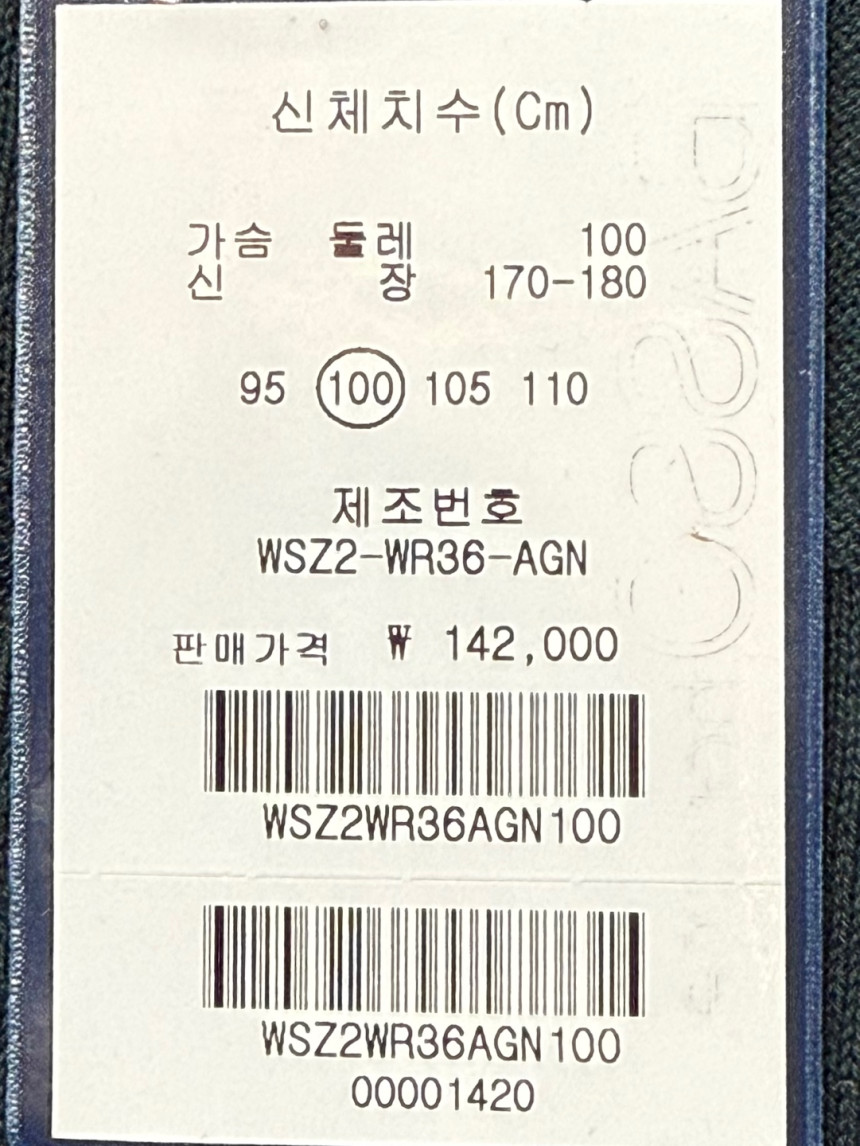 신체치수(Cm)
가슴 둘레 100
신 장 170-180
95 100 105 110
제조번호
WSZ2-WR36-AGN
판매가격 ₩ 142,000
WSZ2WR36AGN100
WSZ2WR36AGN100
00001420